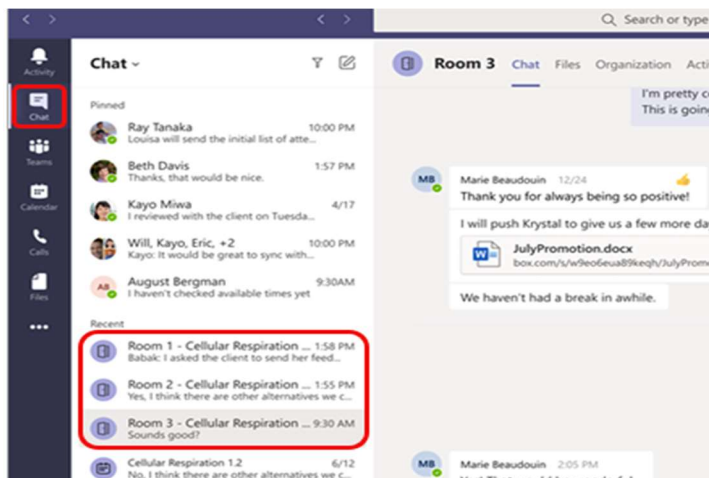 Search or type
Activity
Chat
Teams
Calendar
Calls
Files
Chat
Pinned
Ray Tanaka 10:00 PM
Louisa will send the initial list of atte...
Beth Davis 1:57 PM
Thanks, that would be nice.
Kayo Miwa 4/17
I reviewed with the client on Tuesda...
Will, Kayo, Eric, +2 10:00 PM
Kayo: It would be great to sync with...
AB
August Bergman 9:30AM
I haven't checked available times yet
Recent
Room 1 - Cellular Respiration ... 1:58 PM
Babak: I asked the client to send her feed...
Room 2 - Cellular Respiration ... 1:55 PM
Yes, I think there are other alternatives we c...
Room 3 - Cellular Respiration ... 9:30 AM
Sounds good?
Cellular Respiration 1.2 6/12
No, I think there are other alternatives we c...
Room 3 Chat Files Organization Acti
I'm pretty c
This is goin
MB
Marie Beaudouin 12/24
Thank you for always being so positive!
I will push Krystal to give us a few more da
JulyPromotion.docx
box.com/s/w9eo6eua89keqh/JulyPromo
We haven't had a break in awhile.
MB
Marie Beaudouin 2:05 PM